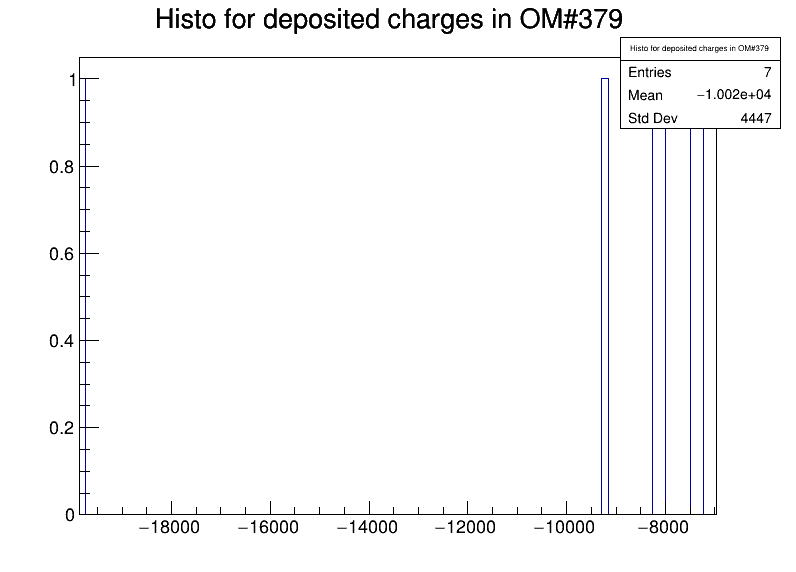 Histo for deposited charges in OM#379
Histo for deposited charges in OM#379
Entries 7
Mean −1.002e+04
Std Dev 4447
1
0.8
0.6
0.4
0.2
0
−18000 −16000 −14000 −12000 −10000 −8000